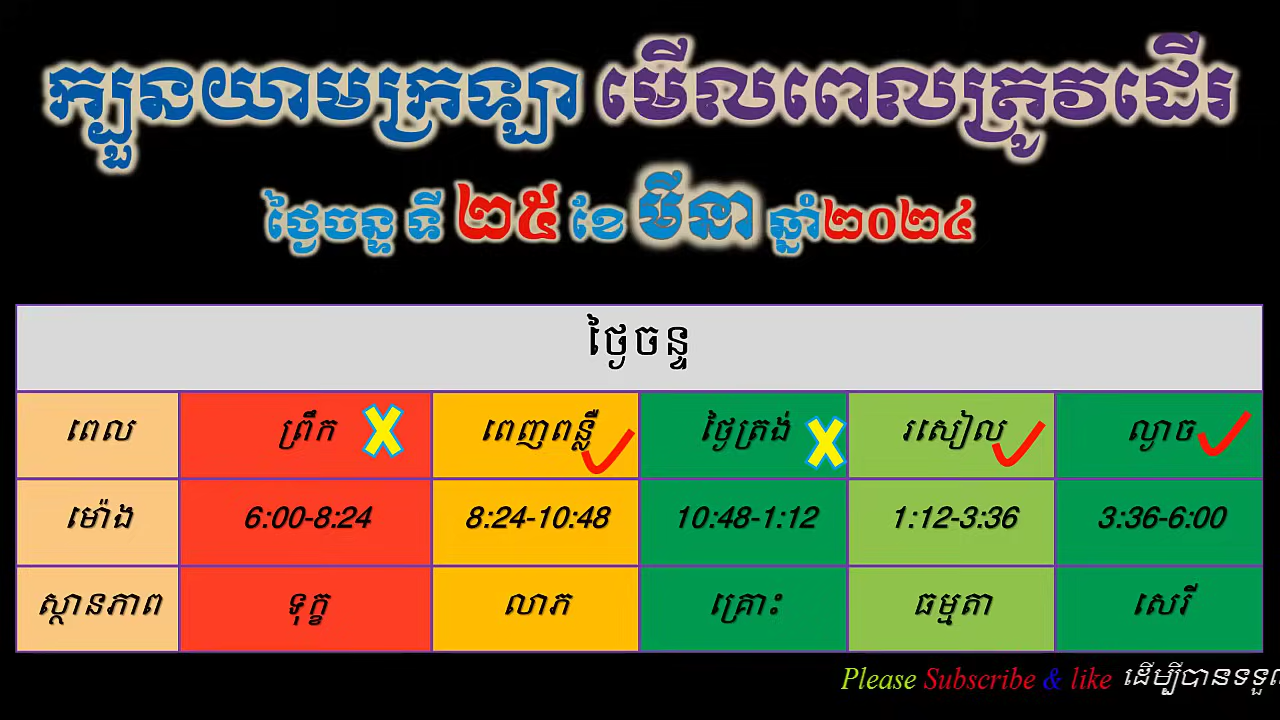 ក្បួនយាមក្រឡា មើលពេលត្រូវដើរ
ថ្ងៃចន្ទ ទី ២៥ ខែ មីនា ឆ្នាំ២០២៤
ថ្ងៃចន្ទ
ពេល ព្រឹក ពេញពន្លឺ ថ្ងៃត្រង់ រសៀល ល្ងាច
ម៉ោង 6:00-8:24 8:24-10:48 10:48-1:12 1:12-3:36 3:36-6:00
ស្ថានភាព ទុក្ខ លាភ គ្រោះ ធម្មតា សេរី
Please Subscribe & like ដើម្បីបាន